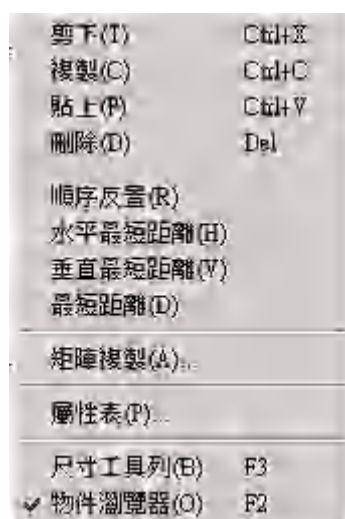 剪下(T) Ctrl+X
複製(C) Ctrl+C
貼上(P) Ctrl+V
刪除(D) Del
順序反置(R)
水平最短距離(H)
垂直最短距離(V)
最短距離(D)
矩陣複製(A)...
屬性表(P)...
尺寸工具列(B) F3
物件瀏覽器(O) F2